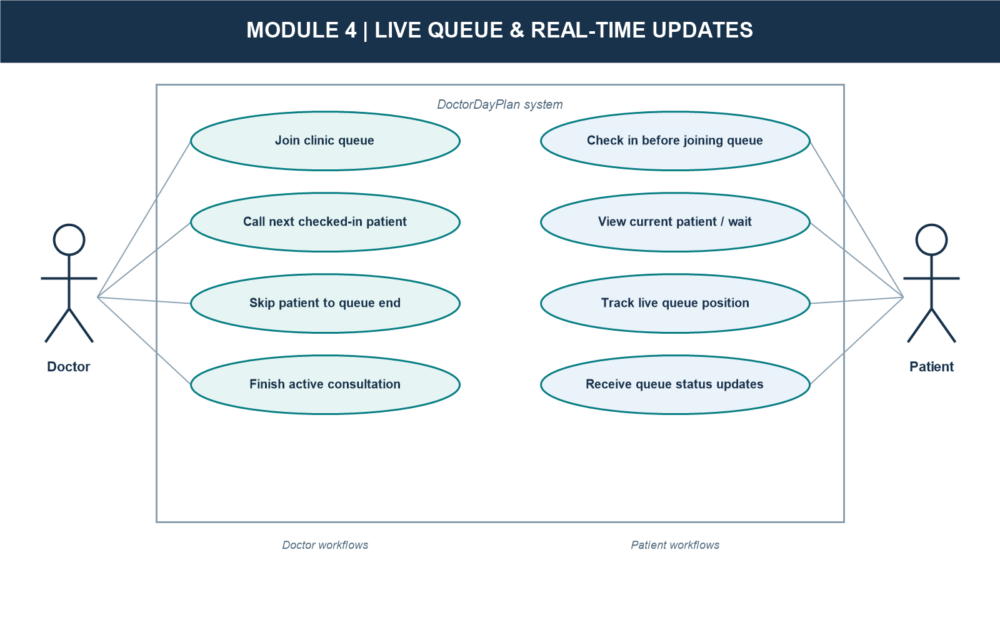 MODULE 4 | LIVE QUEUE & REAL-TIME UPDATES
DoctorDayPlan system
Join clinic queue
Check in before joining queue
Call next checked-in patient
View current patient / wait
Skip patient to queue end
Track live queue position
Doctor
Patient
Finish active consultation
Receive queue status updates
Doctor workflows
Patient workflows